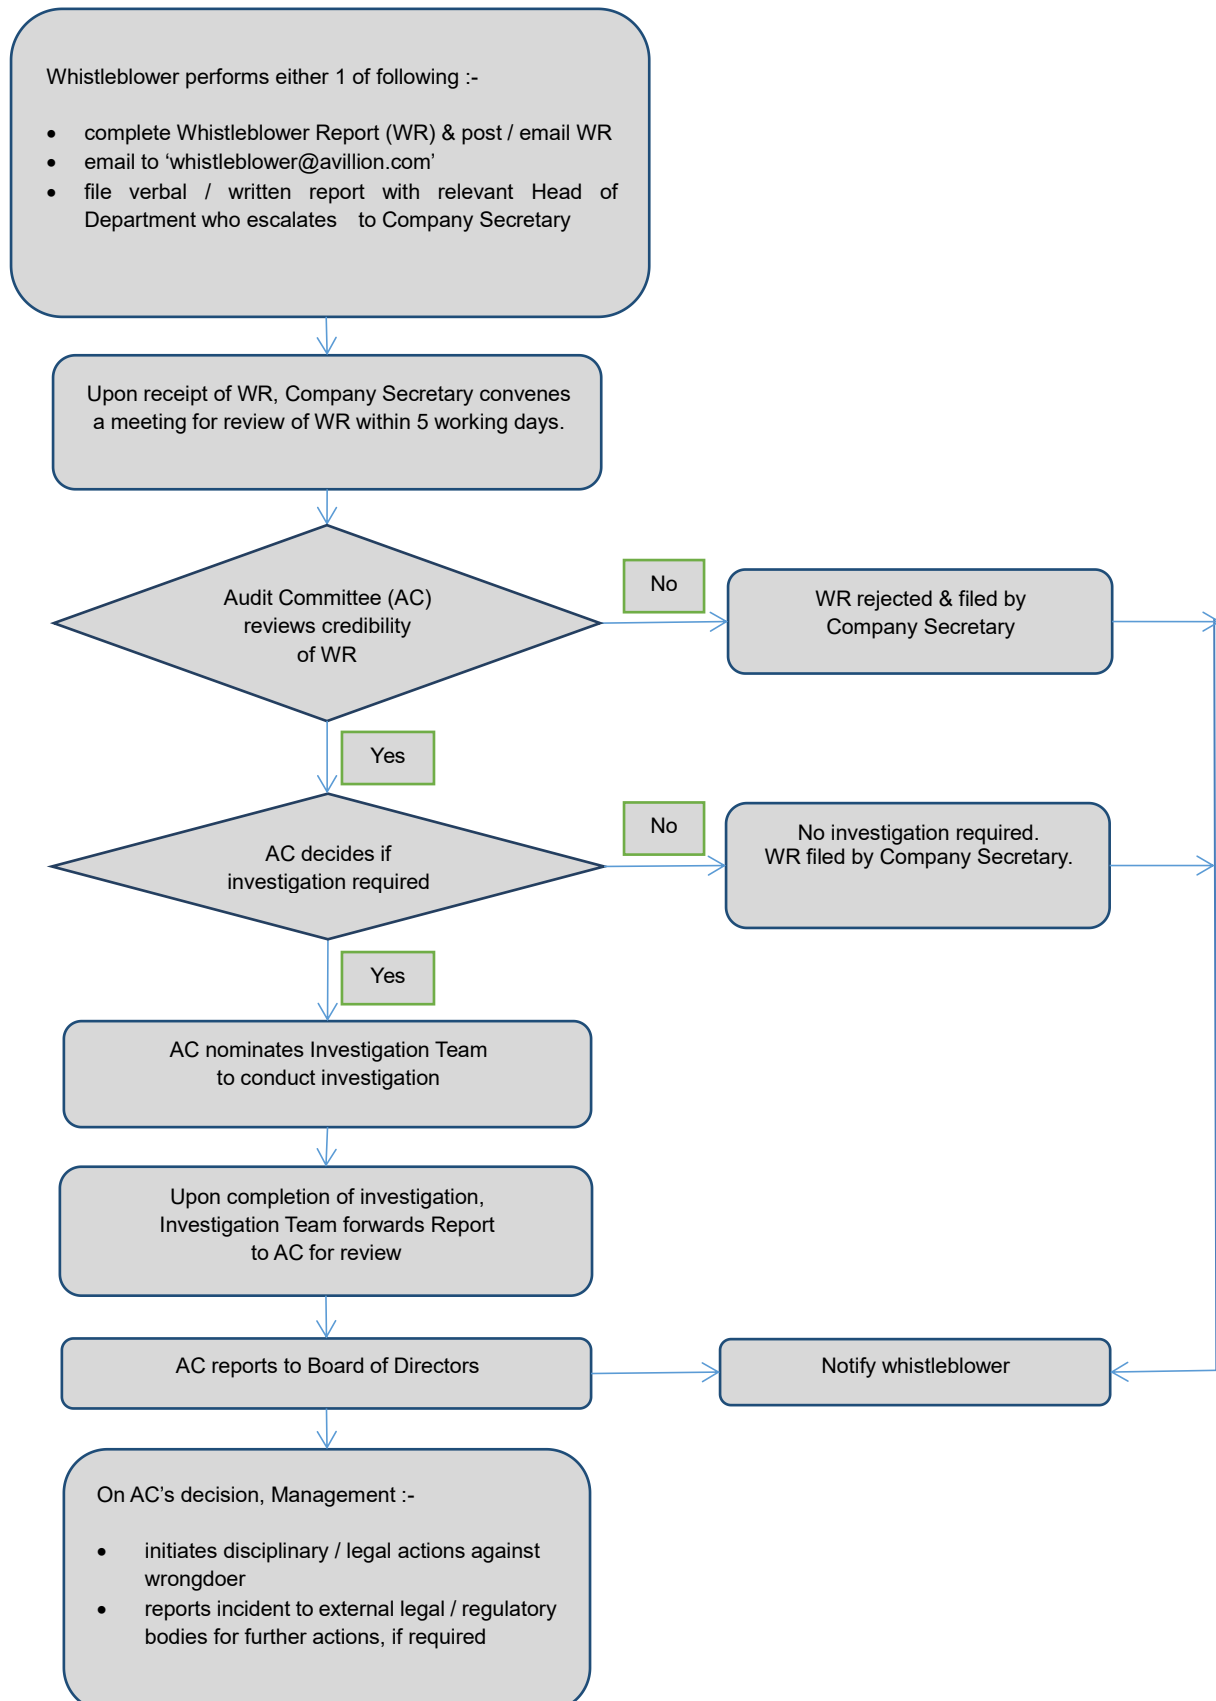 Whistleblower performs either 1 of following :-
• complete Whistleblower Report (WR) & post / email WR
• email to ‘whistleblower@avillion.com’
• file verbal / written report with relevant Head of
Department who escalates to Company Secretary
Upon receipt of WR, Company Secretary convenes
a meeting for review of WR within 5 working days.
Audit Committee (AC)
reviews credibility
of WR
No
WR rejected & filed by
Company Secretary
Yes
AC decides if
investigation required
No
No investigation required.
WR filed by Company Secretary.
Yes
AC nominates Investigation Team
to conduct investigation
Upon completion of investigation,
Investigation Team forwards Report
to AC for review
AC reports to Board of Directors
Notify whistleblower
On AC’s decision, Management :-
• initiates disciplinary / legal actions against
wrongdoer
• reports incident to external legal / regulatory
bodies for further actions, if required